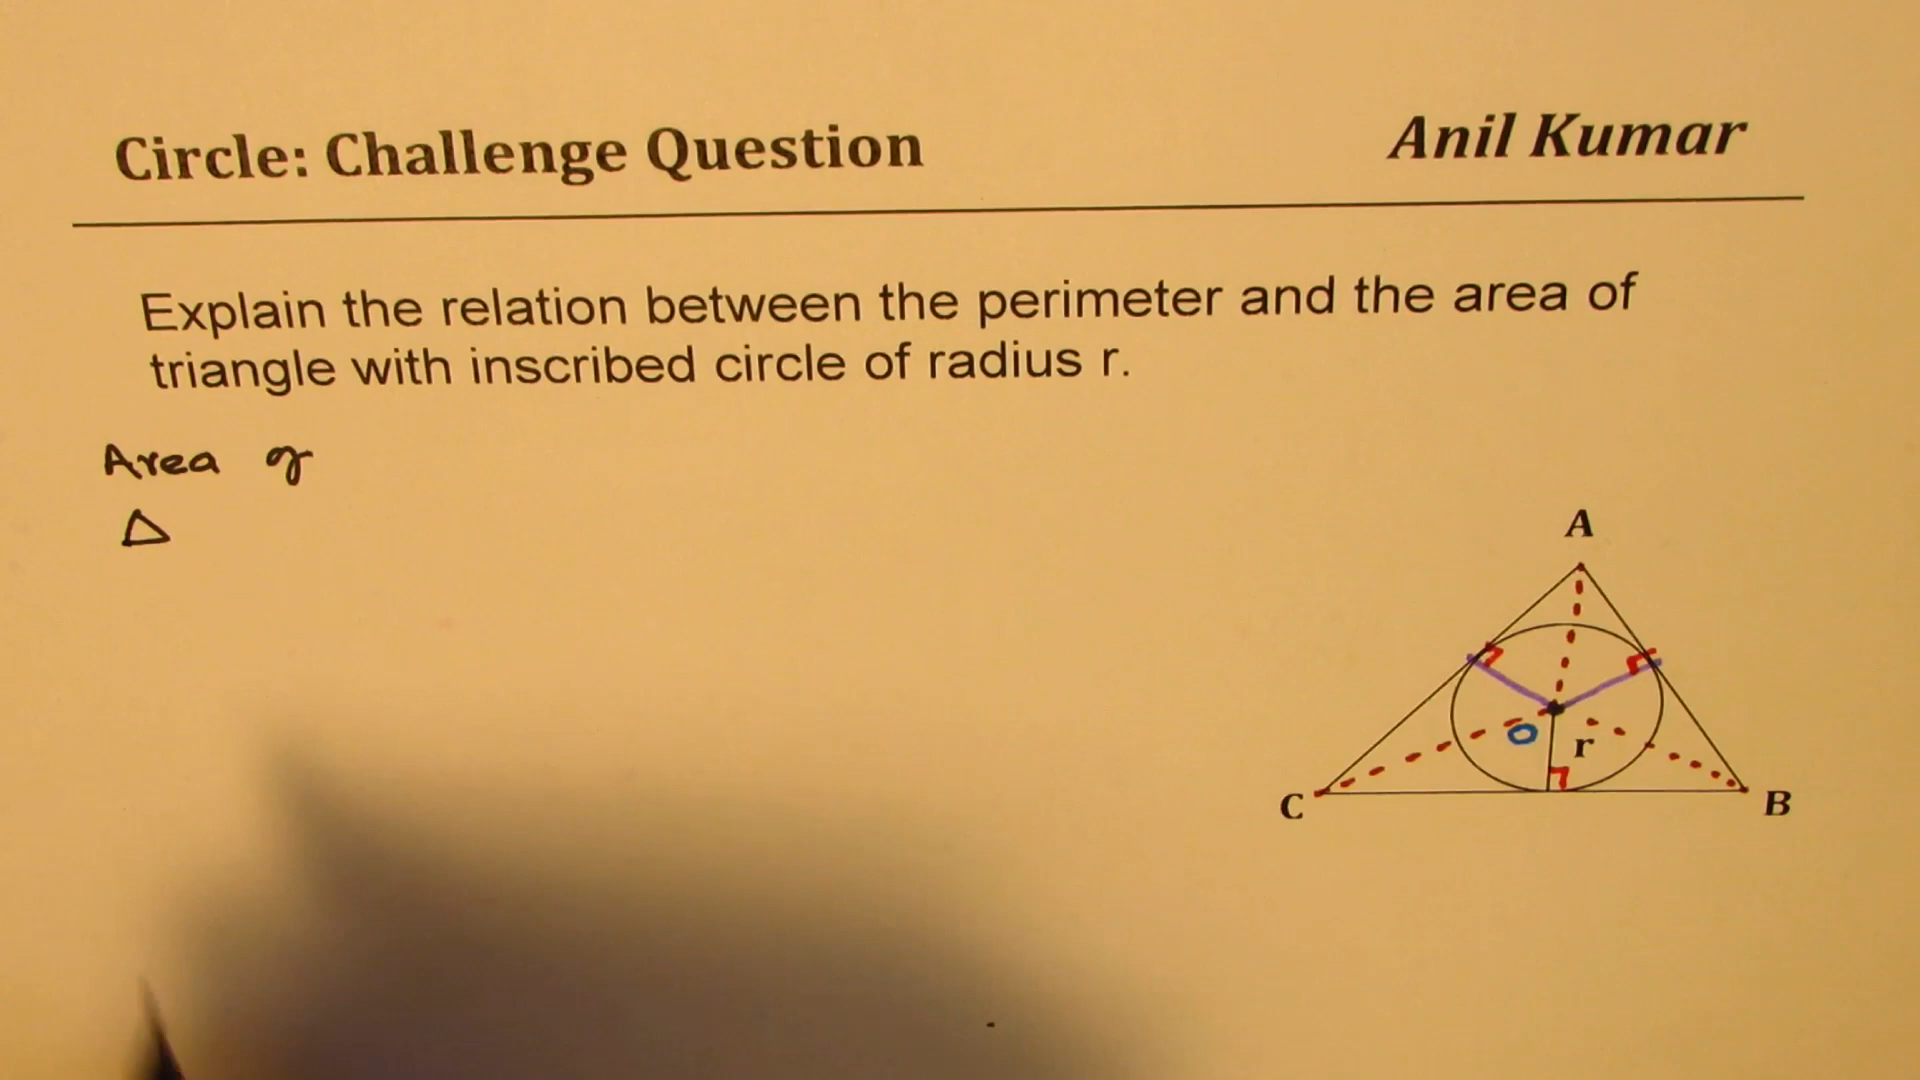 Circle: Challenge Question
Anil Kumar
Explain the relation between the perimeter and the area of
triangle with inscribed circle of radius r.
Area of
Δ
A
O
r
C
B